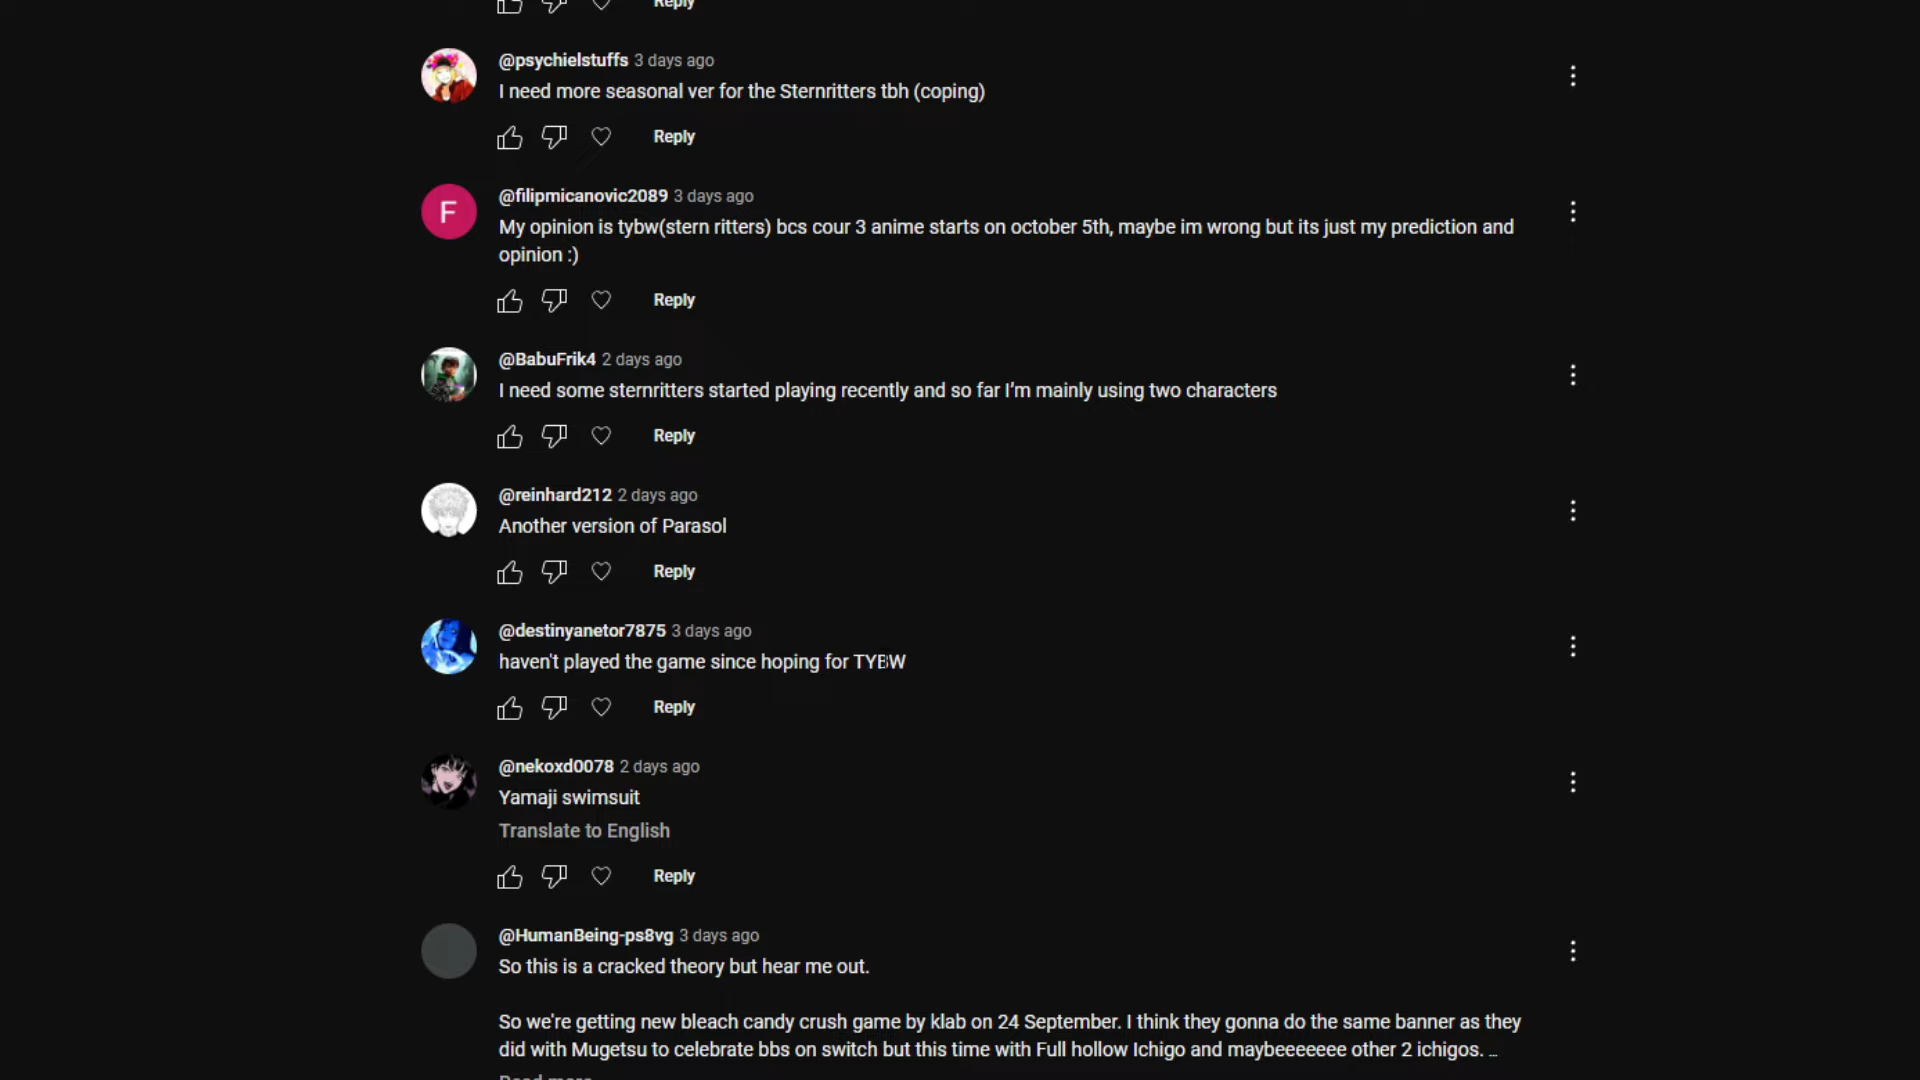 Reply
@psychielstuffs 3 days ago
I need more seasonal ver for the Sternritters tbh (coping)
Reply
F
@filipmicanovic2089 3 days ago
My opinion is tybw(stern ritters) bcs cour 3 anime starts on october 5th, maybe im wrong but its just my prediction and
opinion :)
Reply
@BabuFrik4 2 days ago
I need some sternritters started playing recently and so far I’m mainly using two characters
Reply
@reinhard212 2 days ago
Another version of Parasol
Reply
@destinyanetor7875 3 days ago
haven't played the game since hoping for TYBW
Reply
@nekoxd0078 2 days ago
Yamaji swimsuit
Translate to English
Reply
@HumanBeing-ps8vg 3 days ago
So this is a cracked theory but hear me out.
So we're getting new bleach candy crush game by klab on 24 September. I think they gonna do the same banner as they
did with Mugetsu to celebrate bbs on switch but this time with Full hollow Ichigo and maybeeeeeee other 2 ichigos. ...
Read more